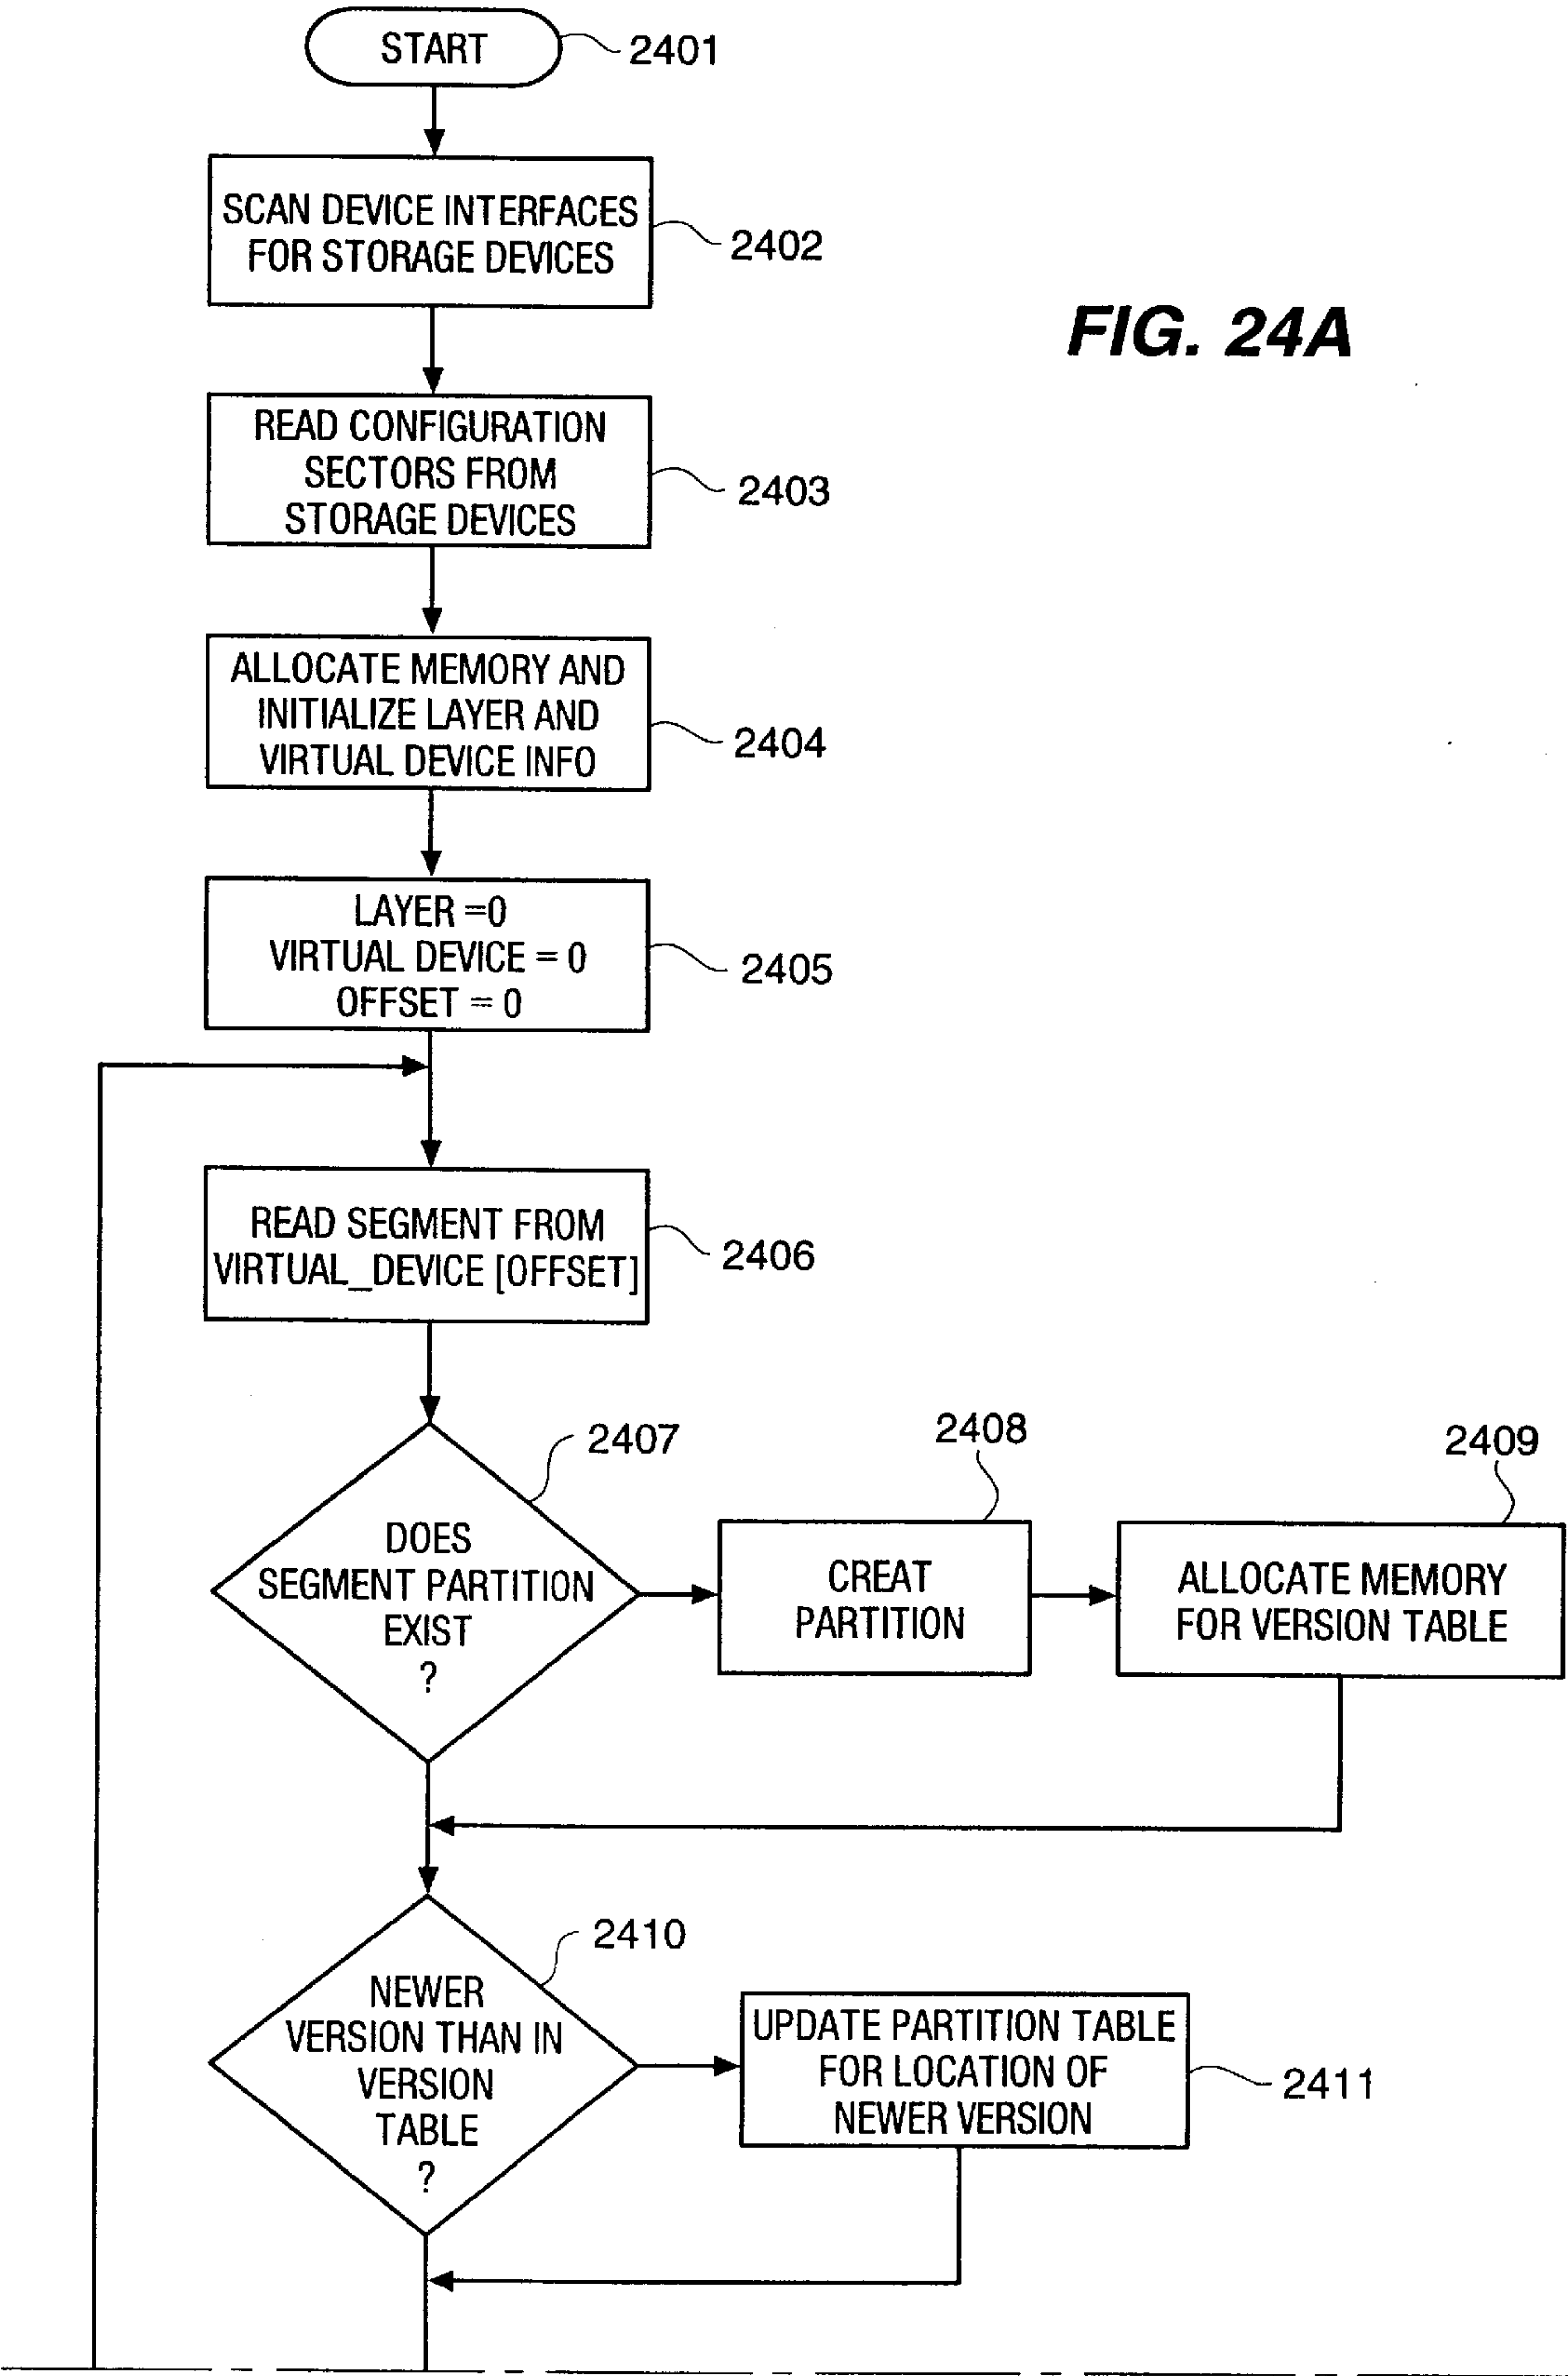 START
2401
SCAN DEVICE INTERFACES
FOR STORAGE DEVICES
2402
FIG. 24A
READ CONFIGURATION
SECTORS FROM
STORAGE DEVICES
2403
ALLOCATE MEMORY AND
INITIALIZE LAYER AND
VIRTUAL DEVICE INFO
2404
LAYER =0
VIRTUAL DEVICE = 0
OFFSET = 0
2405
READ SEGMENT FROM
VIRTUAL_DEVICE [OFFSET]
2406
DOES
SEGMENT PARTITION
EXIST
?
2407
CREAT
PARTITION
2408
ALLOCATE MEMORY
FOR VERSION TABLE
2409
NEWER
VERSION THAN IN
VERSION
TABLE
?
2410
UPDATE PARTITION TABLE
FOR LOCATION OF
NEWER VERSION
2411